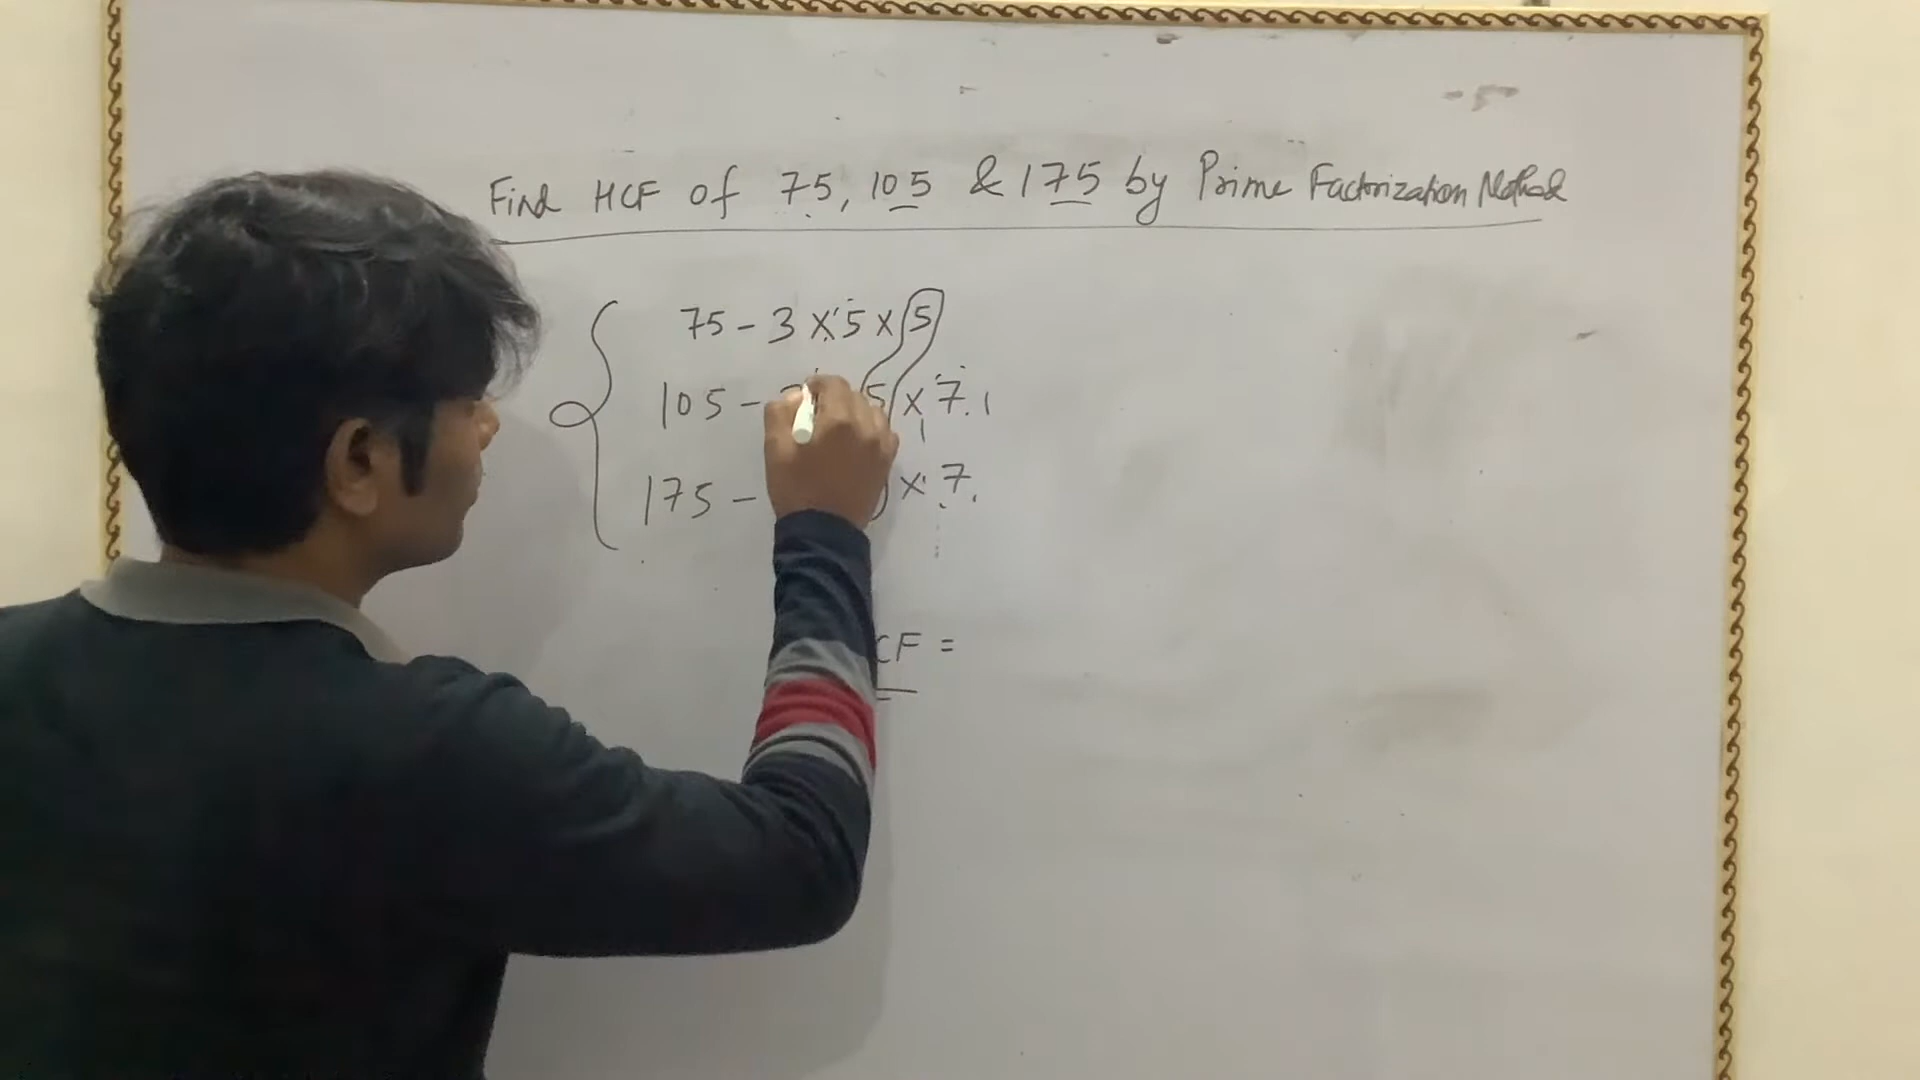 Find HCF of 75, 105 & 175 by Prime Factorization Method
75 - 3 x 5 x 5
105 - 5 x 7
175 - x 7
CF =